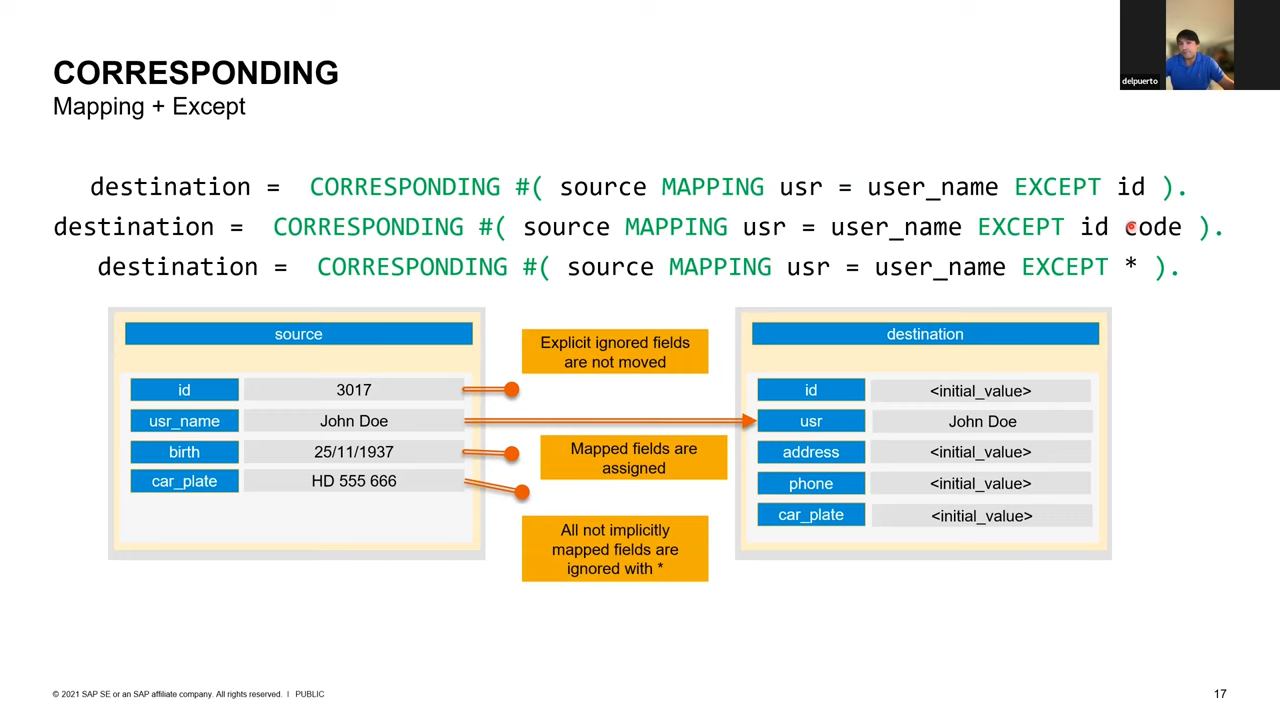 delpuerto
CORRESPONDING
Mapping + Except
destination = CORRESPONDING #( source MAPPING usr = user_name EXCEPT id ).
destination = CORRESPONDING #( source MAPPING usr = user_name EXCEPT id code ).
destination = CORRESPONDING #( source MAPPING usr = user_name EXCEPT * ).
source
id 3017
usr_name John Doe
birth 25/11/1937
car_plate HD 555 666
Explicit ignored fields
are not moved
Mapped fields are
assigned
All not implicitly
mapped fields are
ignored with *
destination
id <initial_value>
usr John Doe
address <initial_value>
phone <initial_value>
car_plate <initial_value>
© 2021 SAP SE or an SAP affiliate company. All rights reserved. I PUBLIC
17